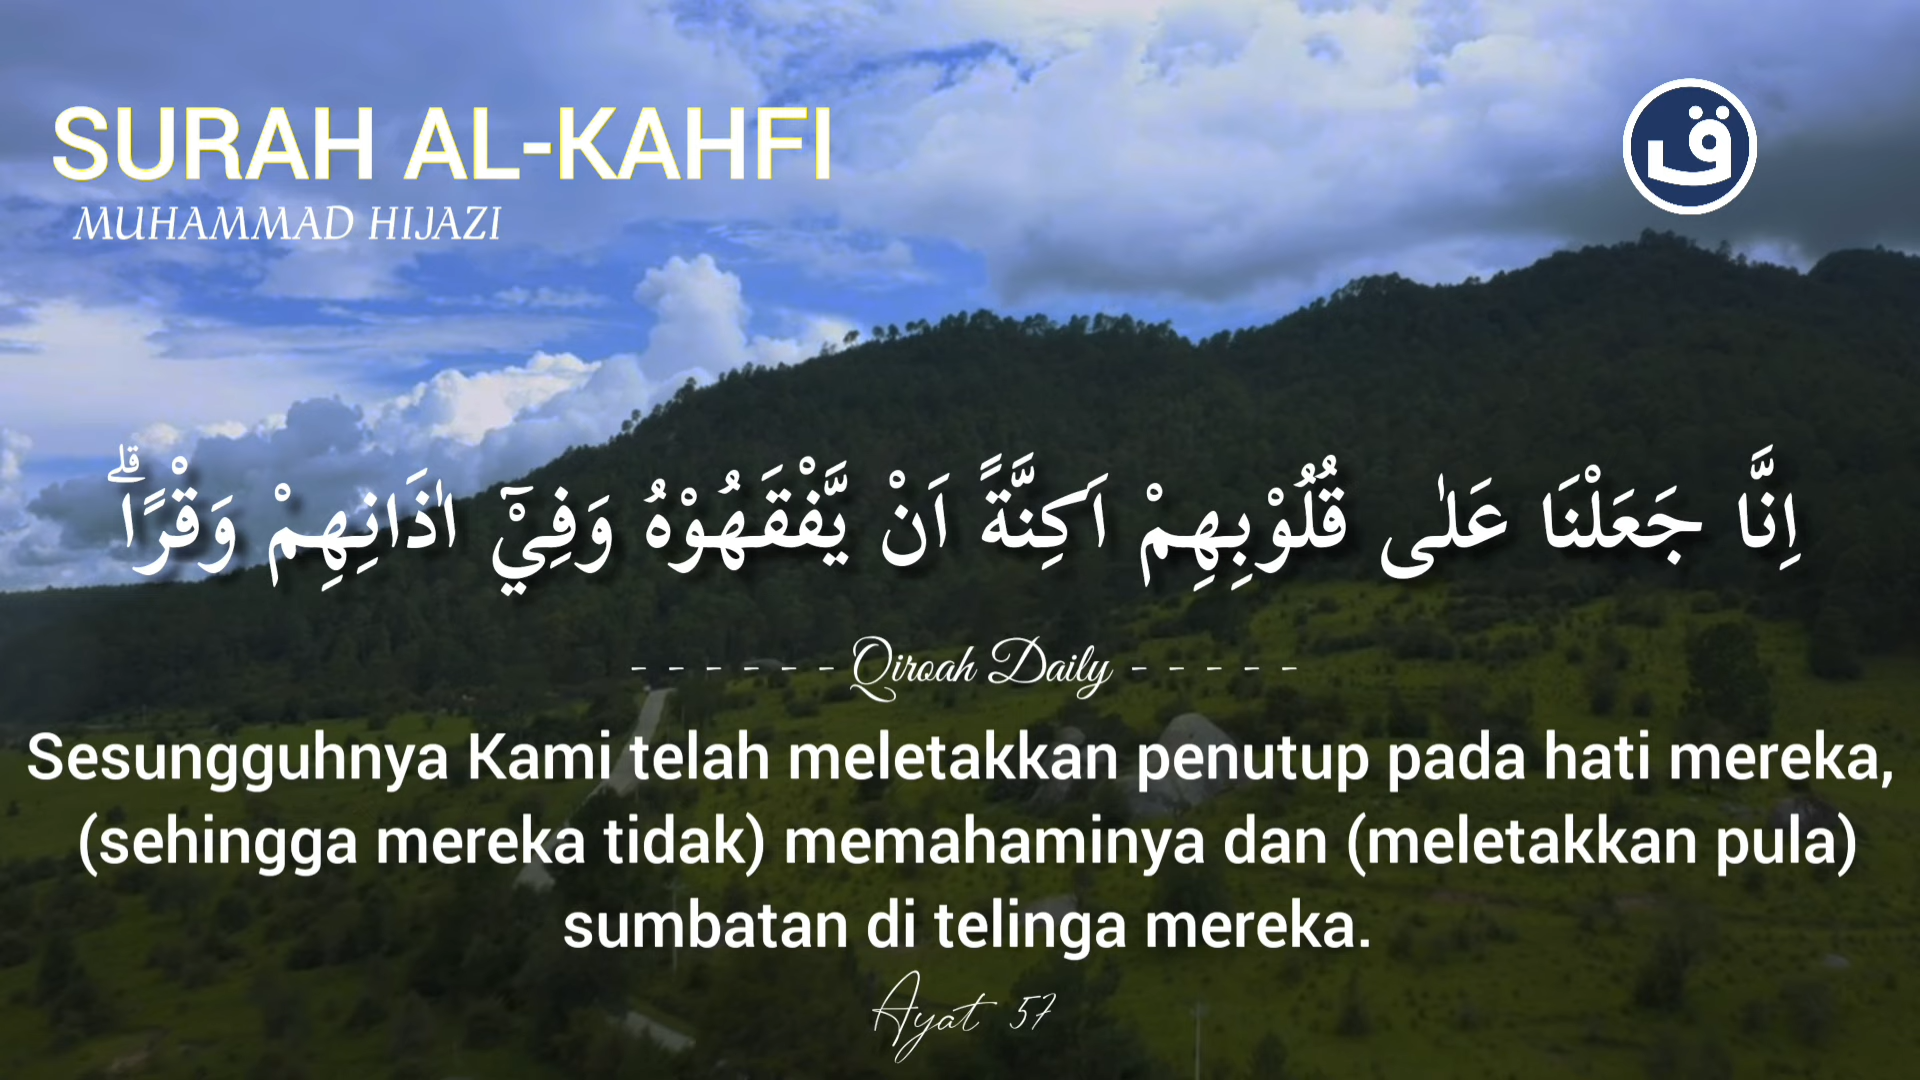 SURAH AL-KAHFI
MUHAMMAD HIJAZI
ق
اِنَّا جَعَلْنَا عَلٰى قُلُوْبِهِمْ اَكِنَّةً اَنْ يَّفْقَهُوْهُ وَفِيْٓ اٰذَانِهِمْ وَقْرًاۗ
- - - - - - Qiroah Daily - - - - -
Sesungguhnya Kami telah meletakkan penutup pada hati mereka,
(sehingga mereka tidak) memahaminya dan (meletakkan pula)
sumbatan di telinga mereka.
Ayat 57